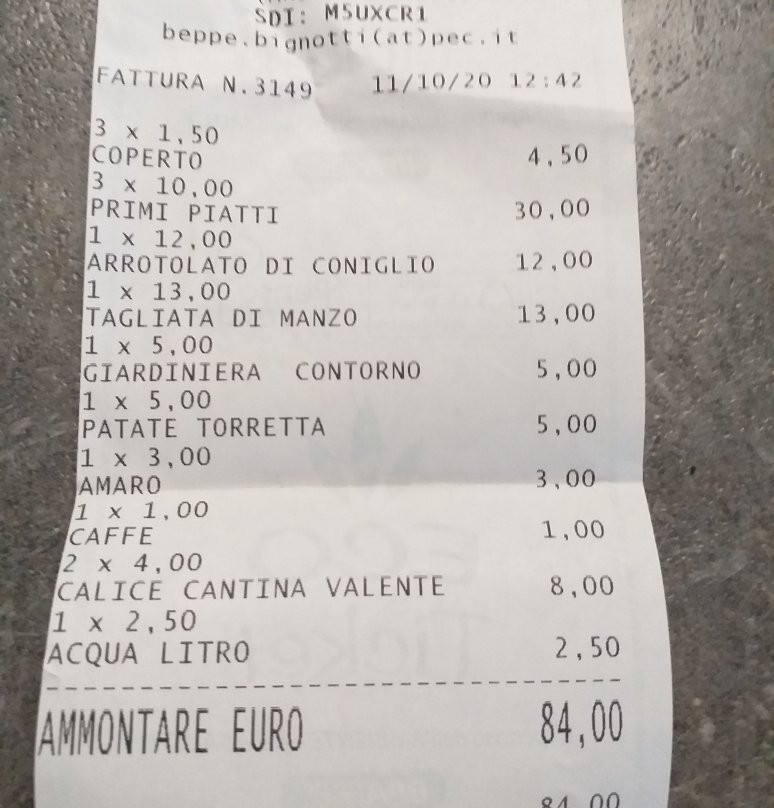 SDI: M5UXCR1
beppe.bignotti(at)pec.it
FATTURA N.3149 11/10/20 12:42
3 x 1,50
COPERTO 4,50
3 x 10,00
PRIMI PIATTI 30,00
1 x 12,00
ARROTOLATO DI CONIGLIO 12,00
1 x 13,00
TAGLIATA DI MANZO 13,00
1 x 5,00
GIARDINIERA CONTORNO 5,00
1 x 5,00
PATATE TORRETTA 5,00
1 x 3,00
AMARO 3,00
1 x 1,00
CAFFE 1,00
2 x 4,00
CALICE CANTINA VALENTE 8,00
1 x 2,50
ACQUA LITRO 2,50
AMMONTARE EURO 84,00
84,00